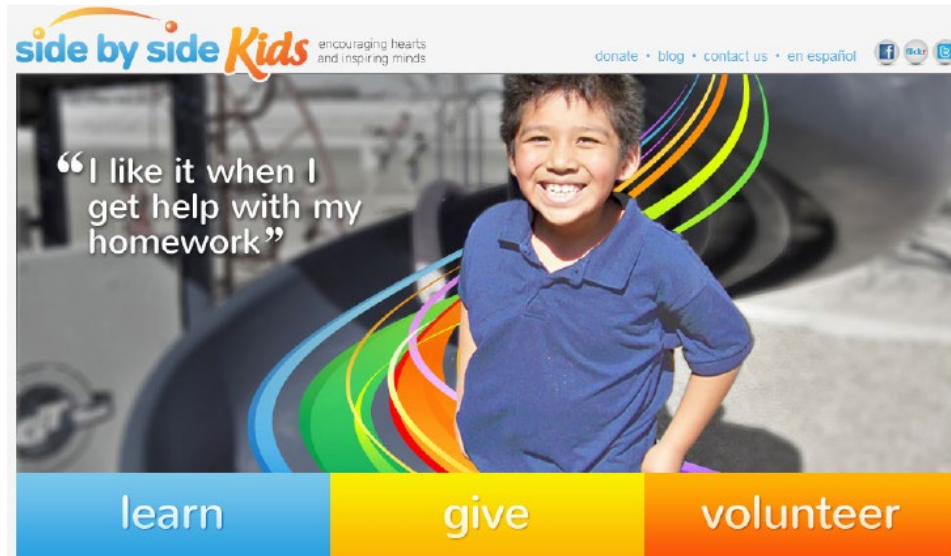 side by side Kids
encouraging hearts
and inspiring minds
donate • blog • contact us • en español
flickr
“I like it when I
get help with my
homework”
learn
give
volunteer